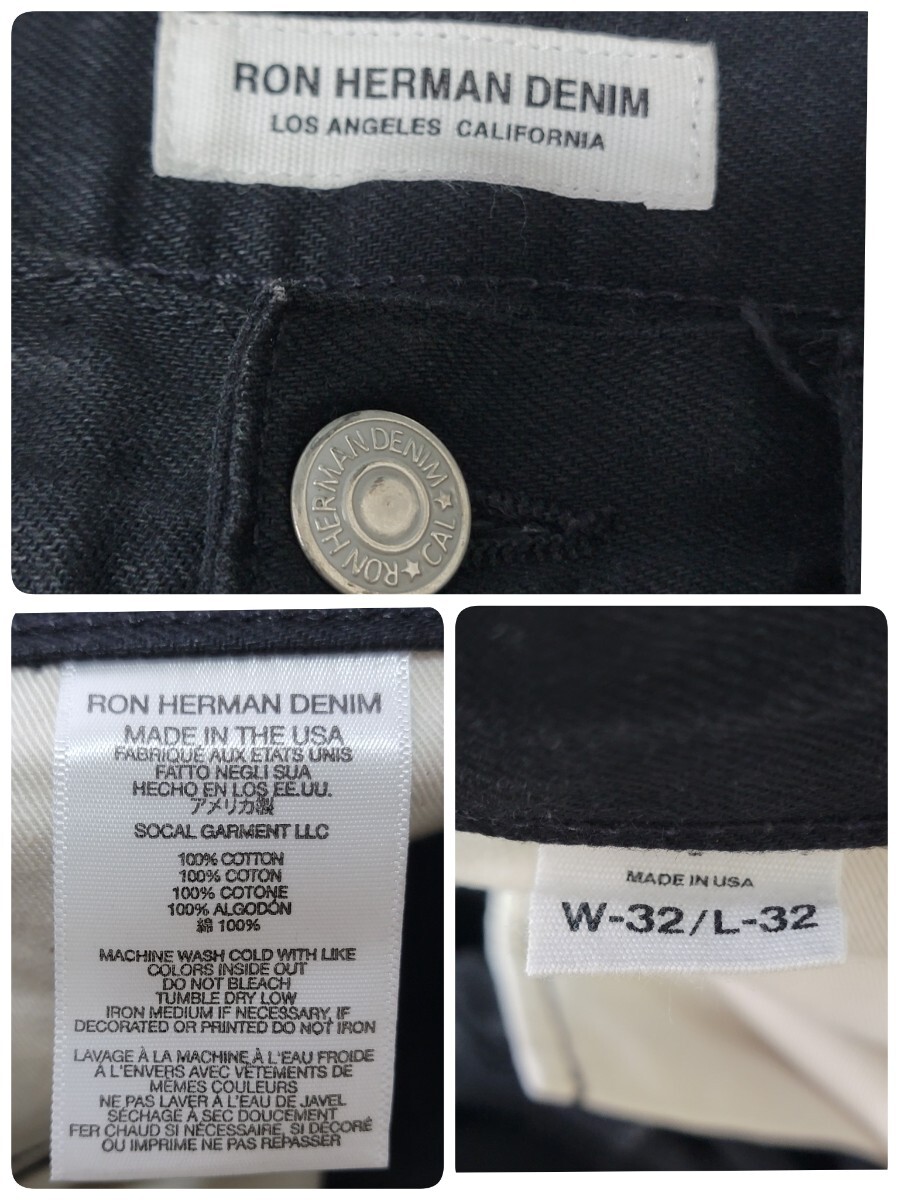 RON HERMAN DENIM
LOS ANGELES CALIFORNIA
RON HERMAN DENIM ★ CAL ★
RON HERMAN DENIM
MADE IN THE USA
FABRIQUÉ AUX ETATS UNIS
FATTO NEGLI SUA
HECHO EN LOS EE.UU.
アメリカ製
SOCAL GARMENT LLC
100% COTTON
100% COTON
100% COTONE
100% ALGODÓN
綿 100%
MACHINE WASH COLD WITH LIKE
COLORS INSIDE OUT
DO NOT BLEACH
TUMBLE DRY LOW
IRON MEDIUM IF NECESSARY, IF
DECORATED OR PRINTED DO NOT IRON
LAVAGE À LA MACHINE, À L'EAU FROIDE
À L'ENVERS AVEC VÊTEMENTS DE
MÊMES COULEURS
NE PAS LAVER À L'EAU DE JAVEL
SÉCHAGE À SEC DOUCEMENT
FER CHAUD SI NÉCESSAIRE, SI DÉCORÉ
OU IMPRIME NE PAS REPASSER
MADE IN USA
W-32/L-32